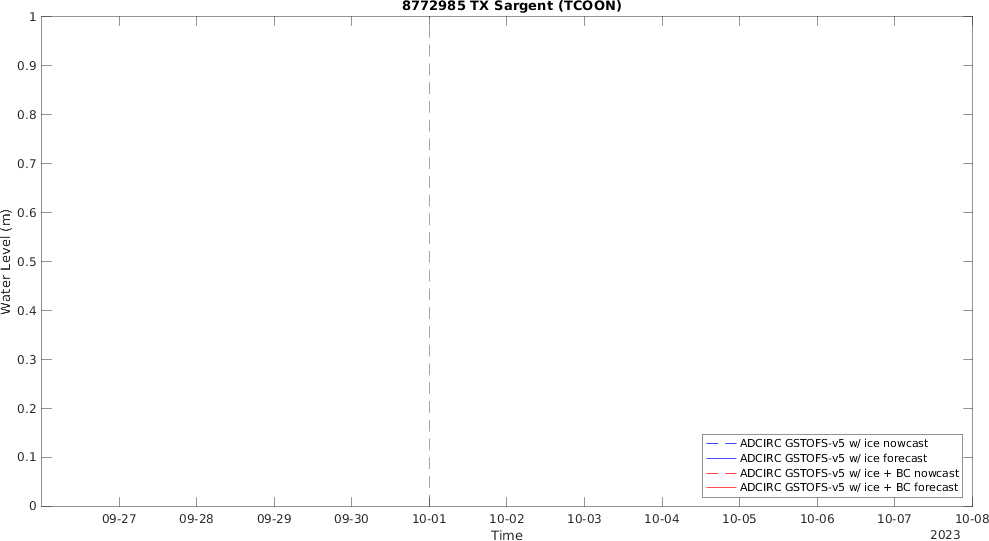 8772985 TX Sargent (TCOON)
1
0.9
0.8
0.7
0.6
0.5
0.4
0.3
0.2
0.1
0
Water Level (m)
ADCIRC GSTOFS-v5 w/ ice nowcast
ADCIRC GSTOFS-v5 w/ ice forecast
ADCIRC GSTOFS-v5 w/ ice + BC nowcast
ADCIRC GSTOFS-v5 w/ ice + BC forecast
09-27 09-28 09-29 09-30 10-01 10-02 10-03 10-04 10-05 10-06 10-07 10-08
Time
2023